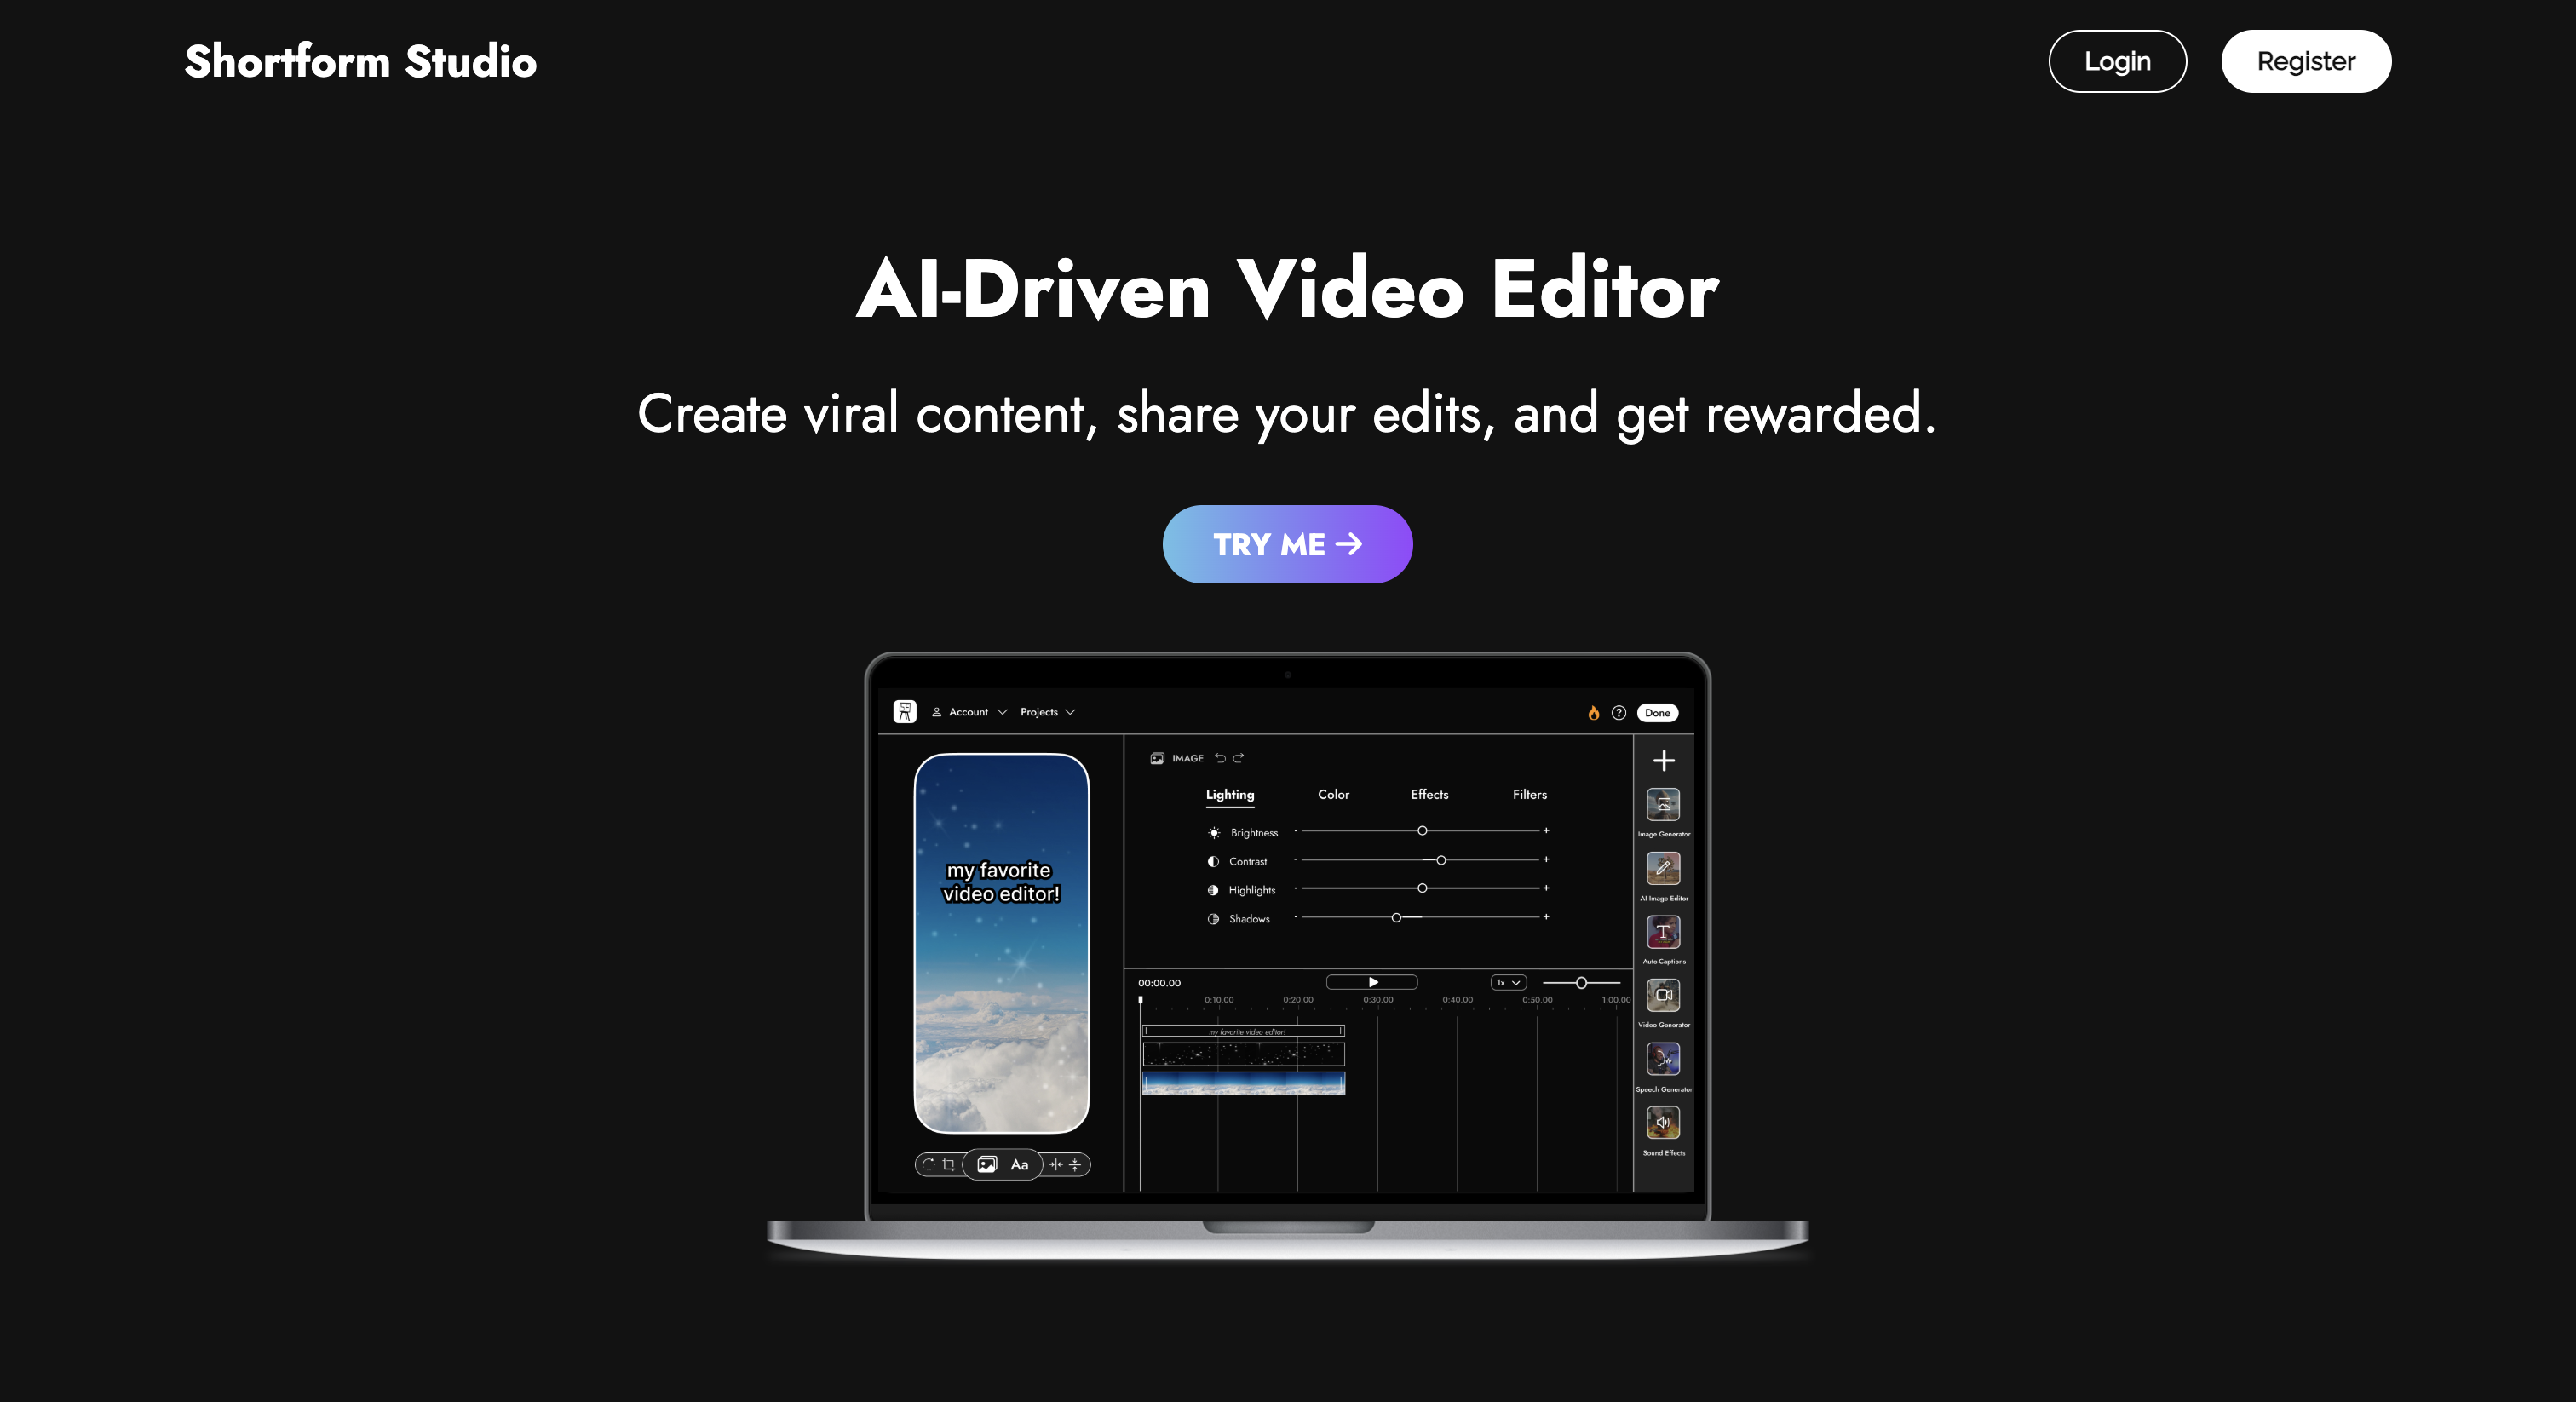 Shortform Studio
Login
Register
AI-Driven Video Editor
Create viral content, share your edits, and get rewarded.
TRY ME
Account
Projects
?
Done
my favorite
video editor!
Aa
IMAGE
Lighting
Color
Effects
Filters
Brightness - +
Contrast - +
Highlights - +
Shadows - +
00:00.00
1x
0:10.00
0:20.00
0:30.00
0:40.00
0:50.00
1:00.00
my favorite video editor!
Image Generator
AI Image Editor
T
Auto-Captions
Video Generator
Speech Generator
Sound Effects